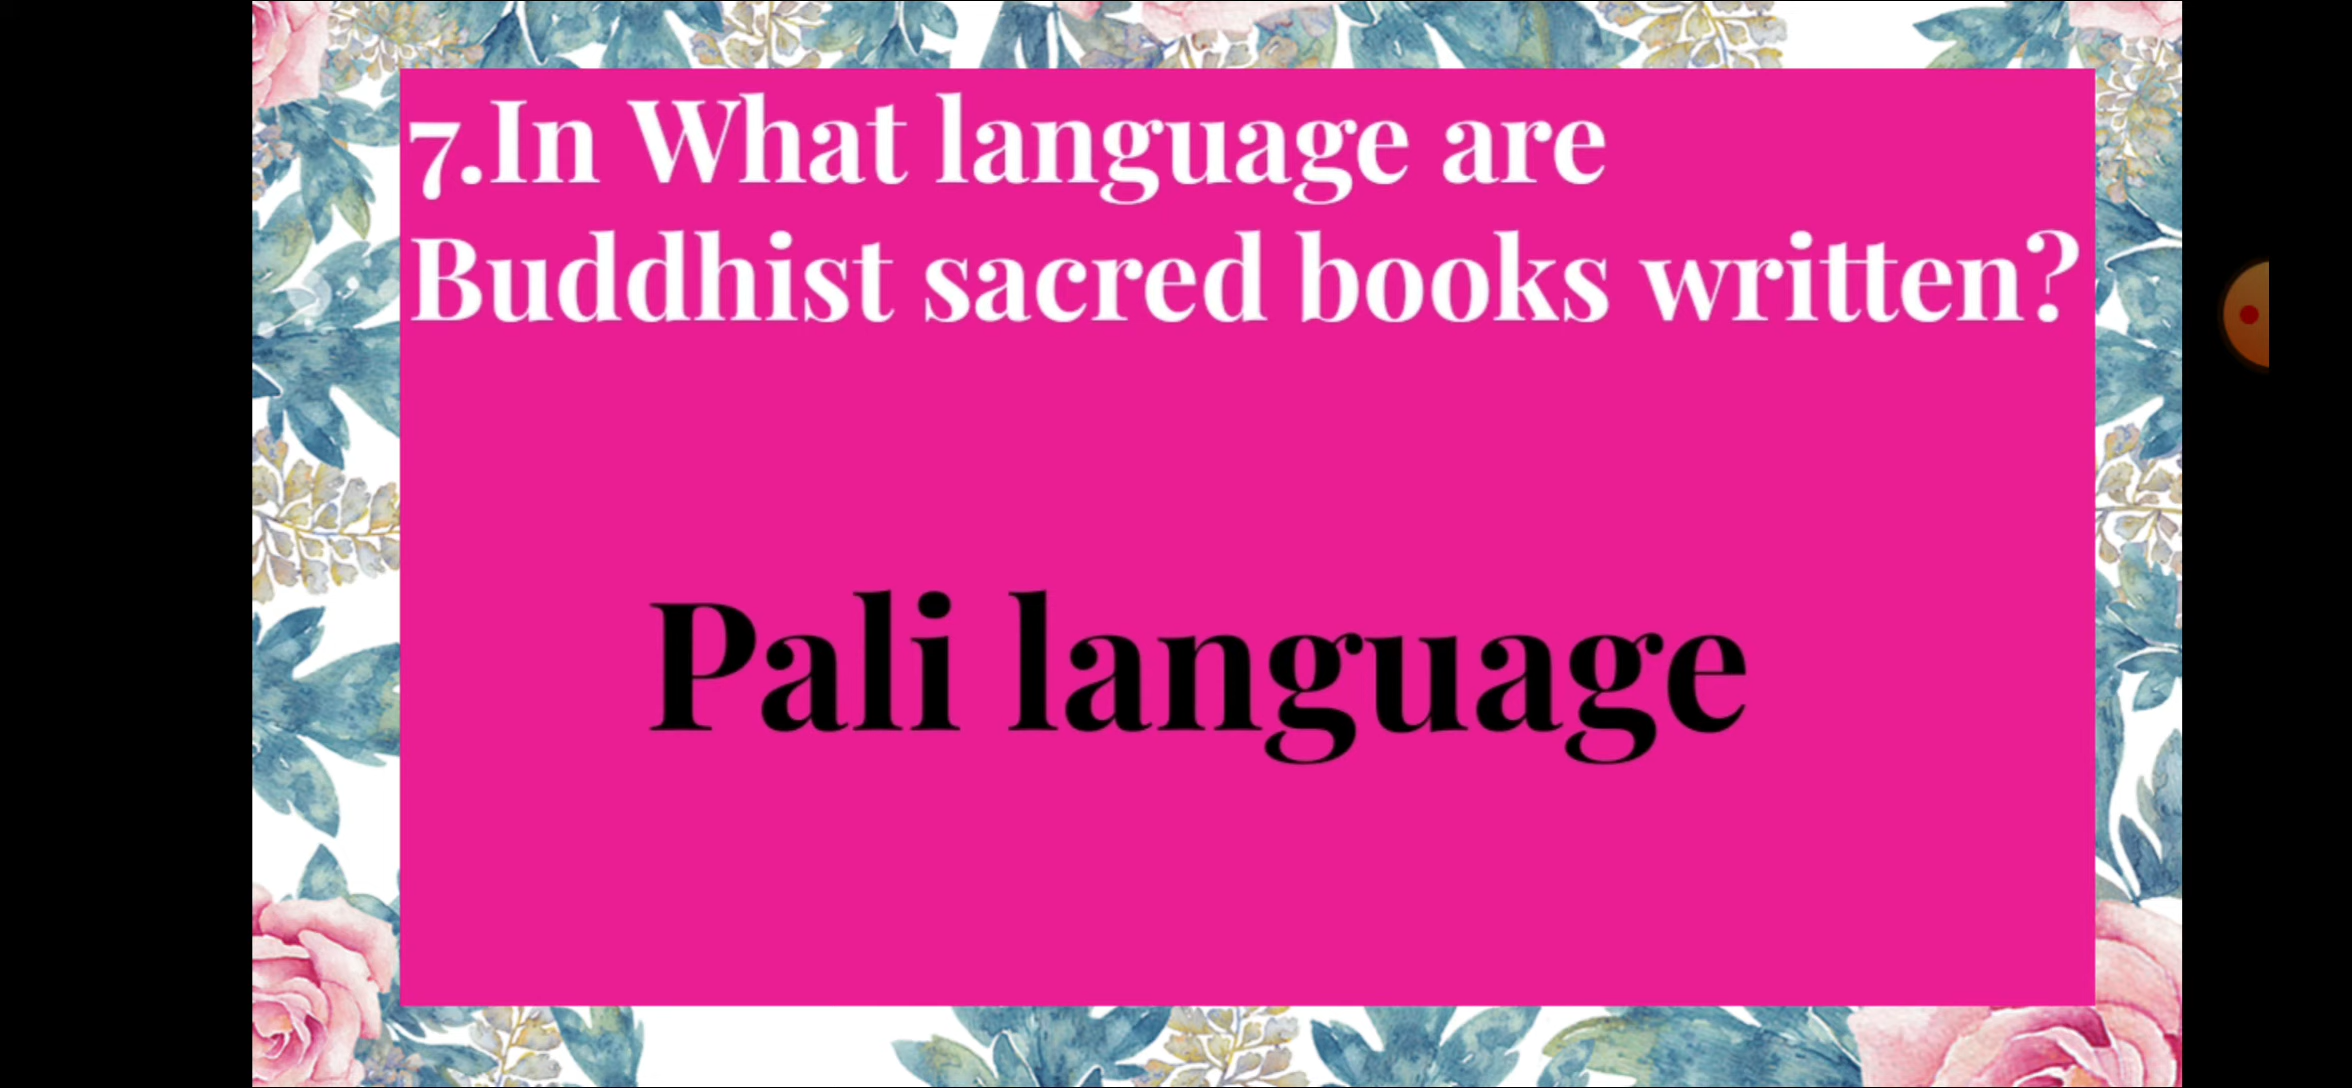 7.In What language are
Buddhist sacred books written?
Pali language